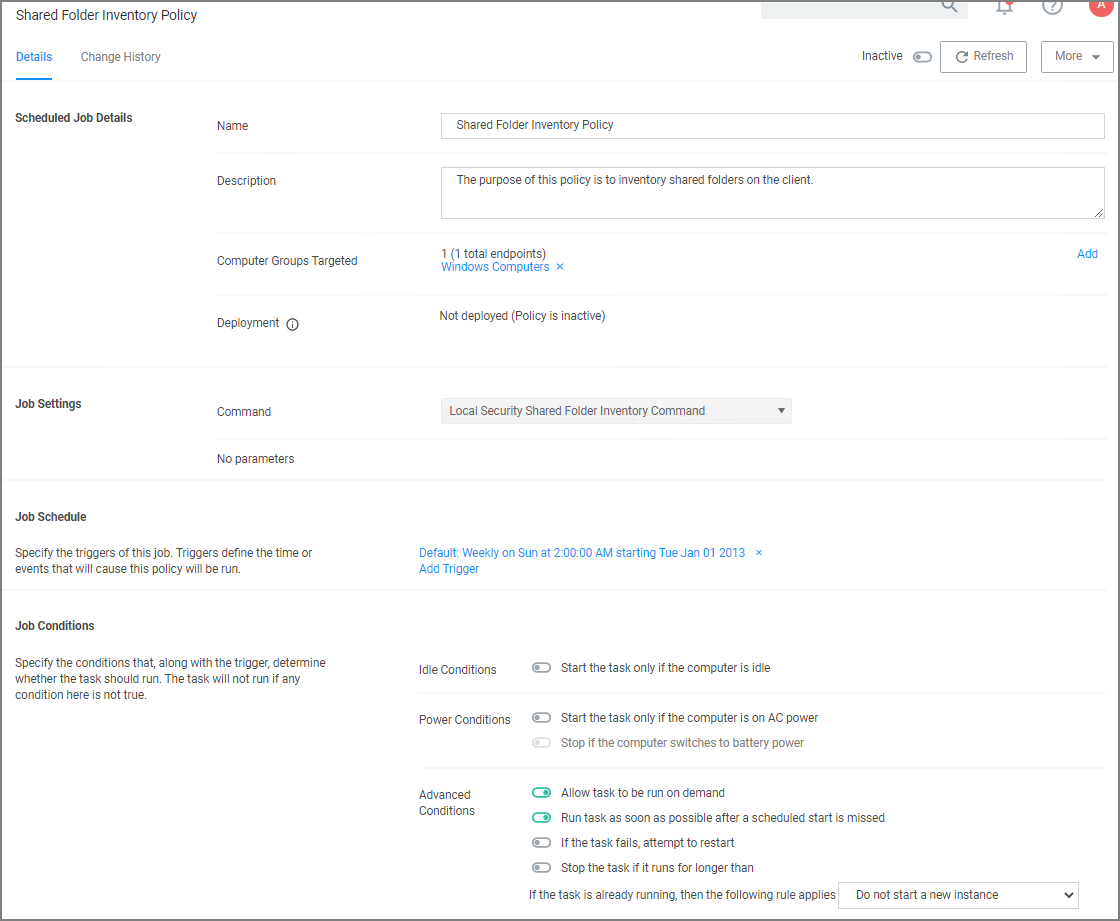 Shared Folder Inventory Policy
A
Details
Change History
Inactive
Refresh
More
Scheduled Job Details
Name
Shared Folder Inventory Policy
Description
The purpose of this policy is to inventory shared folders on the client.
Computer Groups Targeted
1 (1 total endpoints)
Windows Computers ×
Add
Deployment
Not deployed (Policy is inactive)
Job Settings
Command
Local Security Shared Folder Inventory Command
No parameters
Job Schedule
Specify the triggers of this job. Triggers define the time or
events that will cause this policy will be run.
Default: Weekly on Sun at 2:00:00 AM starting Tue Jan 01 2013 ×
Add Trigger
Job Conditions
Specify the conditions that, along with the trigger, determine
whether the task should run. The task will not run if any
condition here is not true.
Idle Conditions
Start the task only if the computer is idle
Power Conditions
Start the task only if the computer is on AC power
Stop if the computer switches to battery power
Advanced
Conditions
Allow task to be run on demand
Run task as soon as possible after a scheduled start is missed
If the task fails, attempt to restart
Stop the task if it runs for longer than
If the task is already running, then the following rule applies
Do not start a new instance